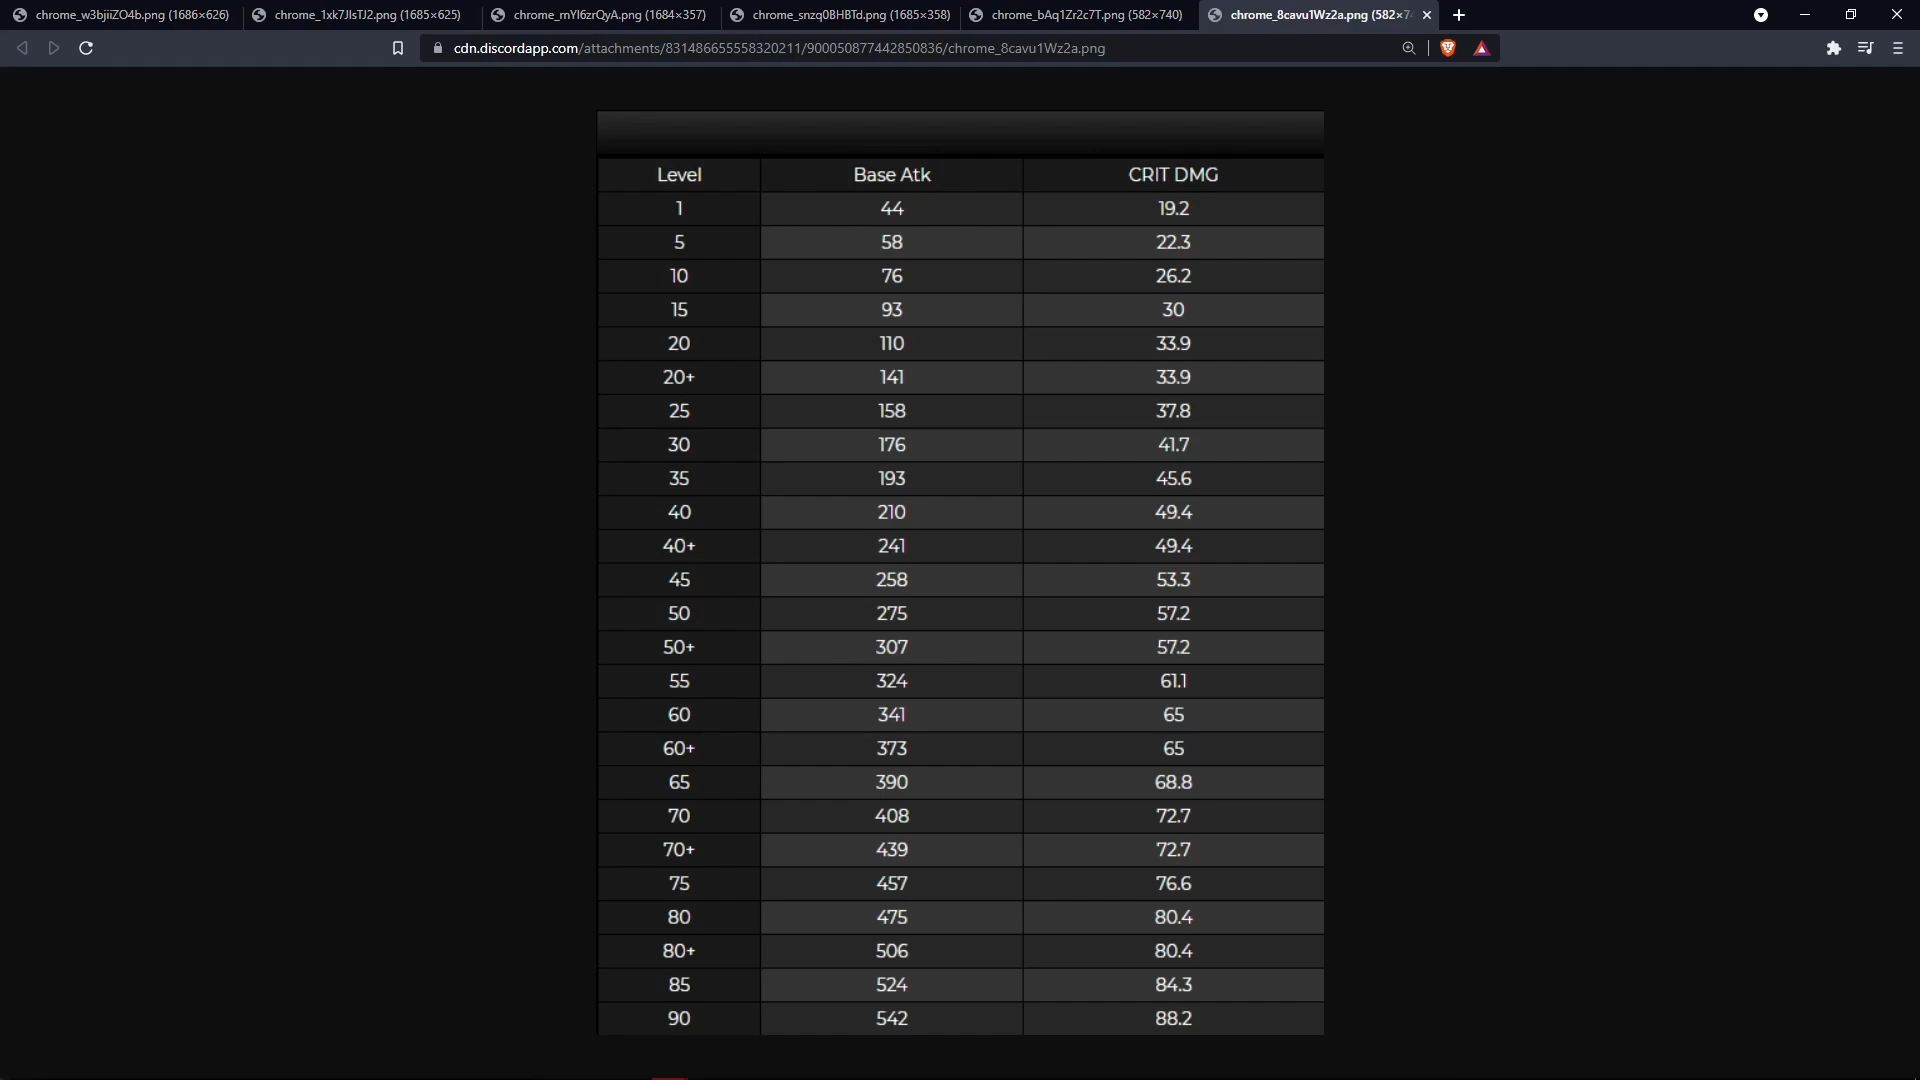 chrome_w3bjiiZO4b.png (1686×626) chrome_1xk7JIsTJ2.png (1685×625) chrome_mYI6zrQyA.png (1684×357) chrome_snzq0BHBTd.png (1685×358) chrome_bAq1Zr2c7T.png (582×740) chrome_8cavu1Wz2a.png (582×7
cdn.discordapp.com/attachments/831486655558320211/900050877442850836/chrome_8cavu1Wz2a.png
Level Base Atk CRIT DMG
1 44 19.2
5 58 22.3
10 76 26.2
15 93 30
20 110 33.9
20+ 141 33.9
25 158 37.8
30 176 41.7
35 193 45.6
40 210 49.4
40+ 241 49.4
45 258 53.3
50 275 57.2
50+ 307 57.2
55 324 61.1
60 341 65
60+ 373 65
65 390 68.8
70 408 72.7
70+ 439 72.7
75 457 76.6
80 475 80.4
80+ 506 80.4
85 524 84.3
90 542 88.2